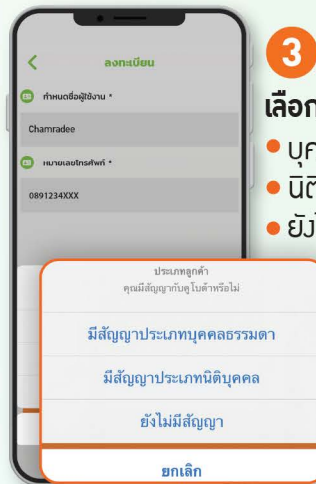 ลงทะเบียน
กำหนดชื่อผู้ใช้งาน *
Chamradee
หมายเลขโทรศัพท์ *
0891234XXX
3
เลือก
• บุค
• นิติ
• ยังไ
ประเภทลูกค้า
คุณมีสัญญากับคูโบต้าหรือไม่
มีสัญญาประเภทบุคคลธรรมดา
มีสัญญาประเภทนิติบุคคล
ยังไม่มีสัญญา
ยกเลิก